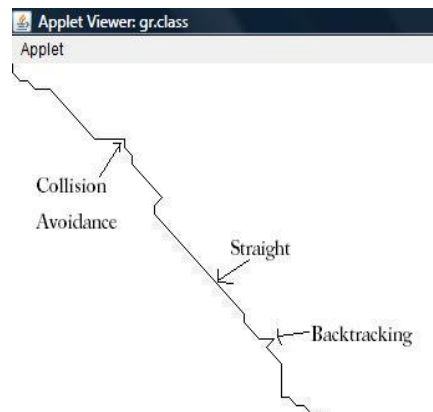 Applet Viewer: gr.class
Applet
Collision
Avoidance
Straight
Backtracking